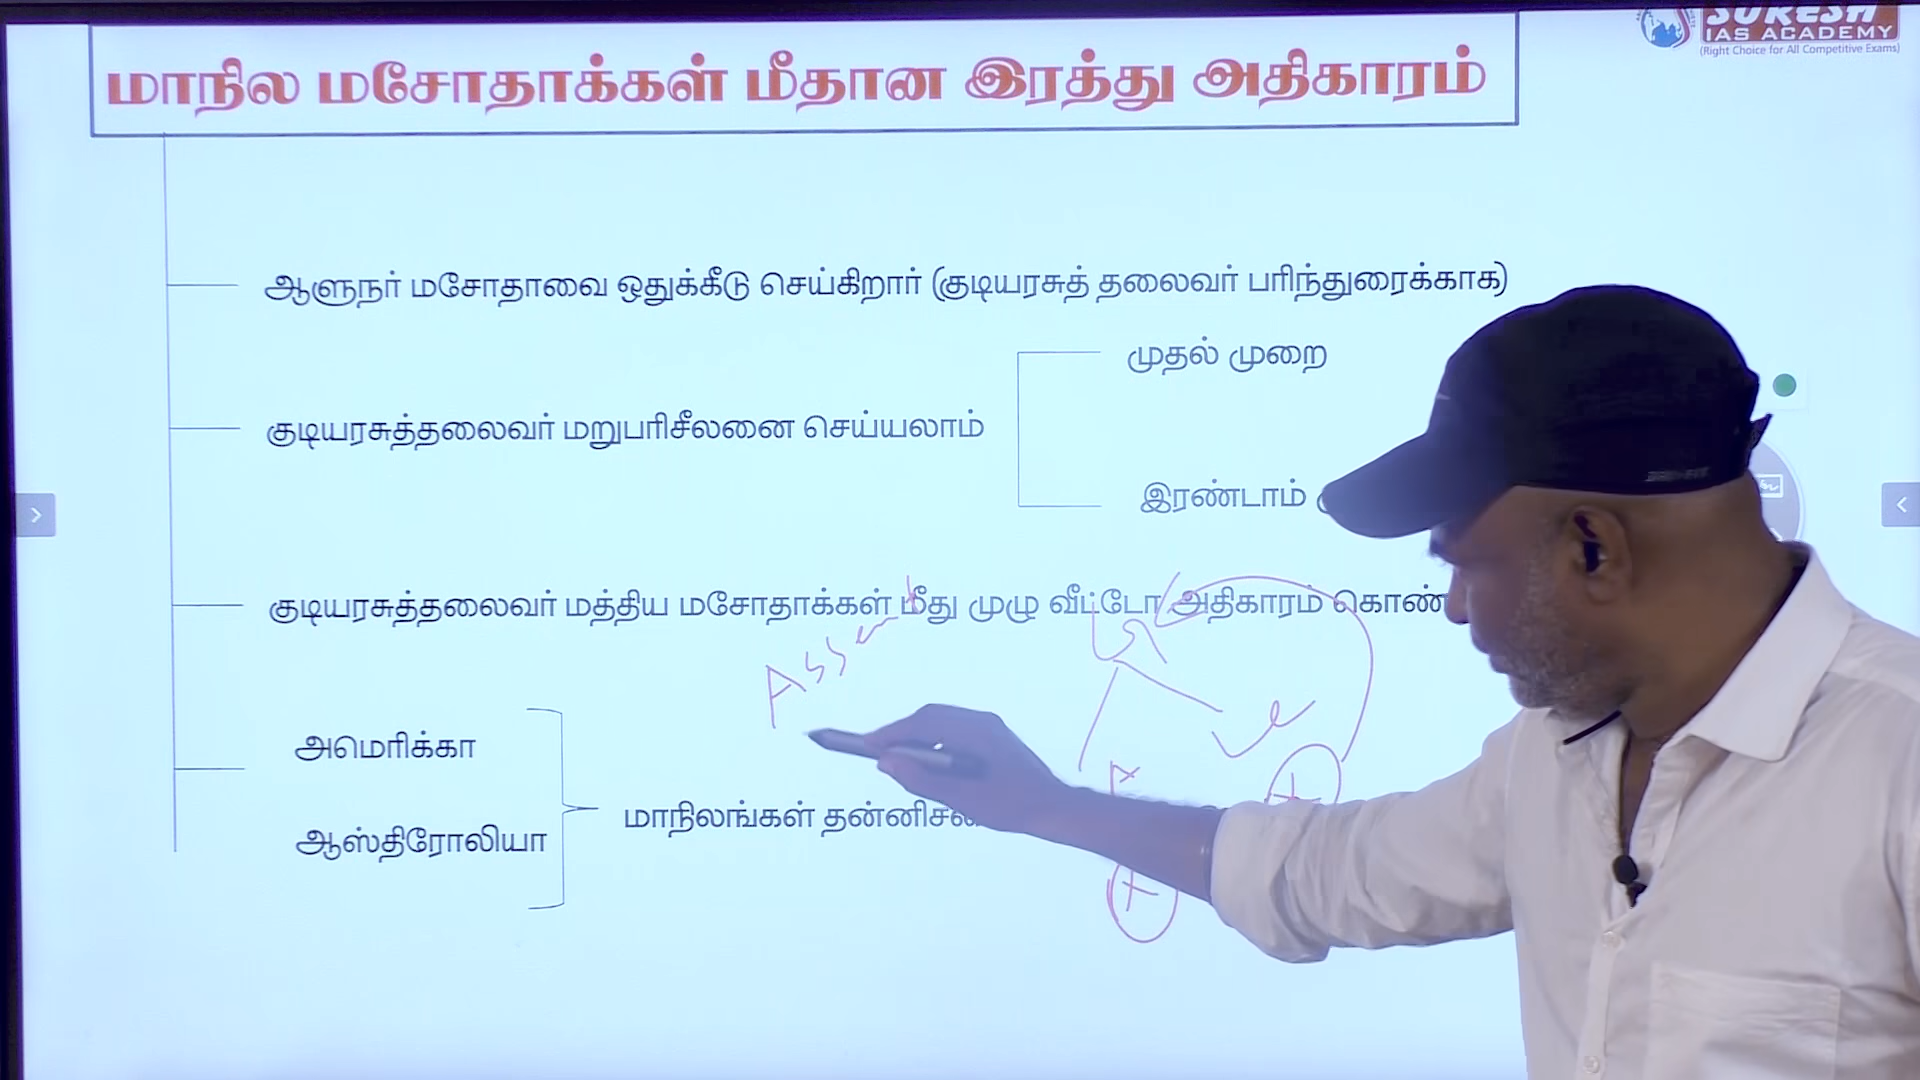 SURESH
IAS ACADEMY
(Right Choice for All Competitive Exams)
மாநில மசோதாக்கள் மீதான இரத்து அதிகாரம்
ஆளுநர் மசோதாவை ஒதுக்கீடு செய்கிறார் (குடியரசுத் தலைவர் பரிந்துரைக்காக)
முதல் முறை
குடியரசுத்தலைவர் மறுபரிசீலனை செய்யலாம்
இரண்டாம்
குடியரசுத்தலைவர் மத்திய மசோதாக்கள் மீது முழு வீட்டோ அதிகாரம்
Assent
அமெரிக்கா
மாநிலங்கள்
ஆஸ்திரோலியா